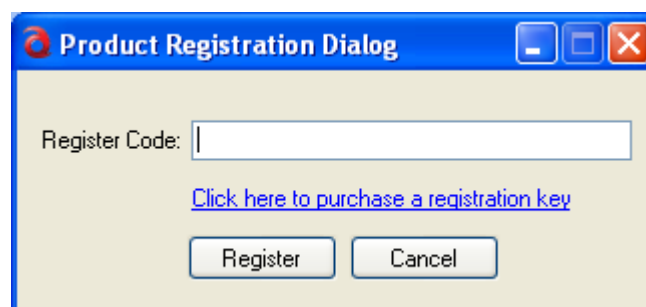 Product Registration Dialog
Register Code:
Click here to purchase a registration key
Register Cancel